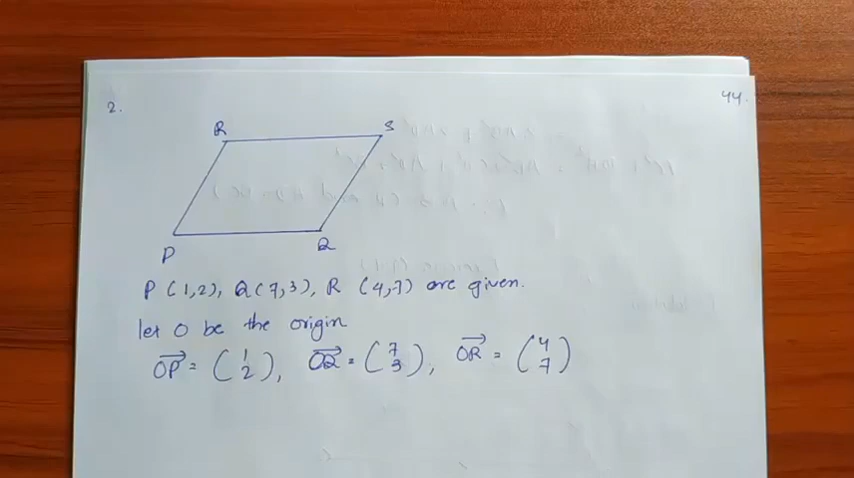 2.
44.
R S
P Q
P (1,2), Q(7,3), R (4,7) are given.
let O be the origin
→OP = (1 2), →OQ = (7 3), →OR = (4 7)